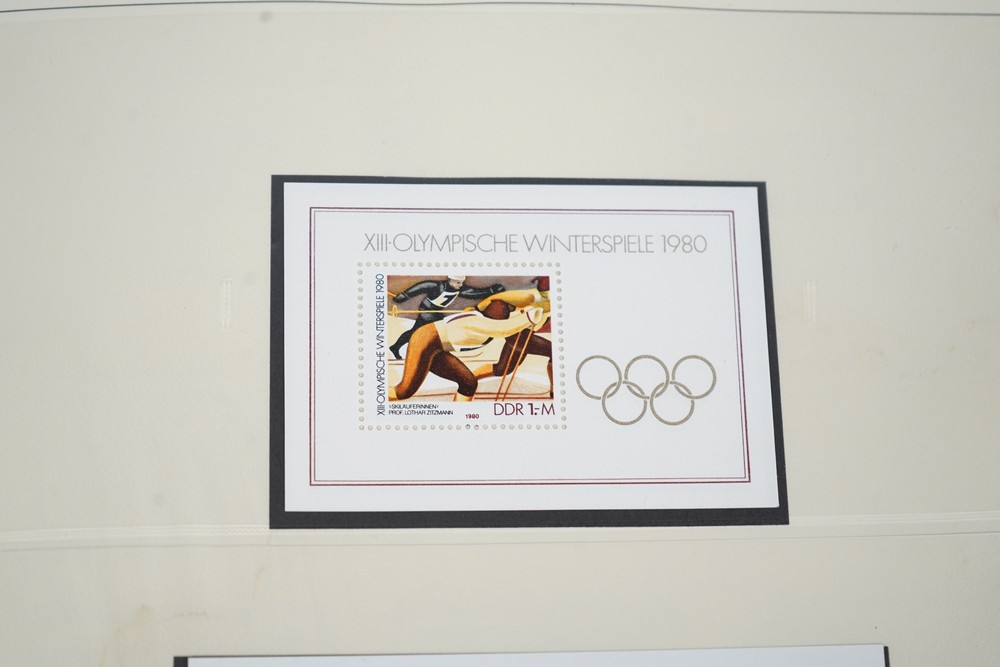 XIII·OLYMPISCHE WINTERSPIELE 1980
XIII·OLYMPISCHE WINTERSPIELE 1980
›SKILÄUFERINNEN‹
PROF. LOTHAR ZITZMANN
1980
DDR 1,-M